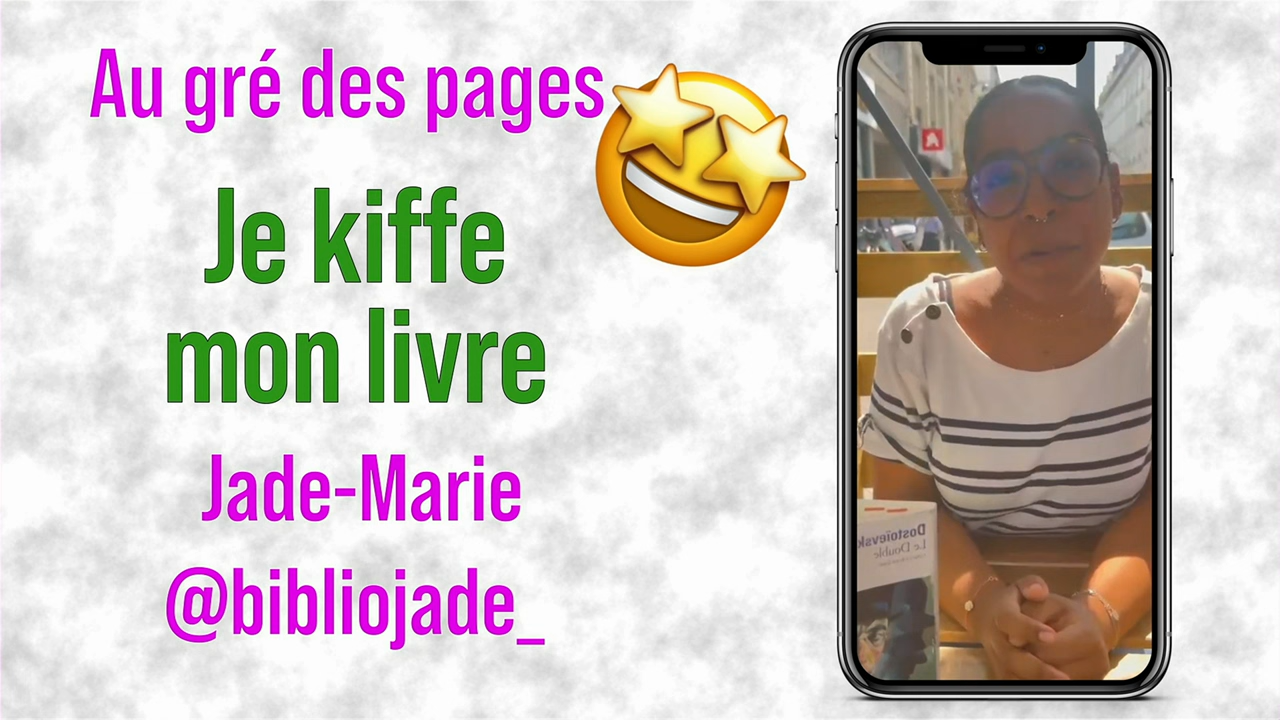 Au gré des pages
Je kiffe
mon livre
Jade-Marie
@bibliojade_
Dostoïevski
Le Double